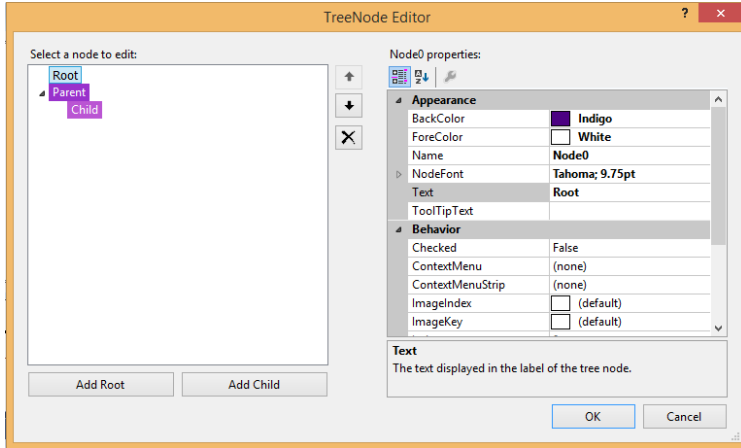 TreeNode Editor
?
Select a node to edit:
Root
Parent
Child
Add Root
Add Child
Node0 properties:
Appearance
BackColor Indigo
ForeColor White
Name Node0
NodeFont Tahoma; 9.75pt
Text Root
ToolTipText
Behavior
Checked False
ContextMenu (none)
ContextMenuStrip (none)
ImageIndex (default)
ImageKey (default)
Text
The text displayed in the label of the tree node.
OK
Cancel